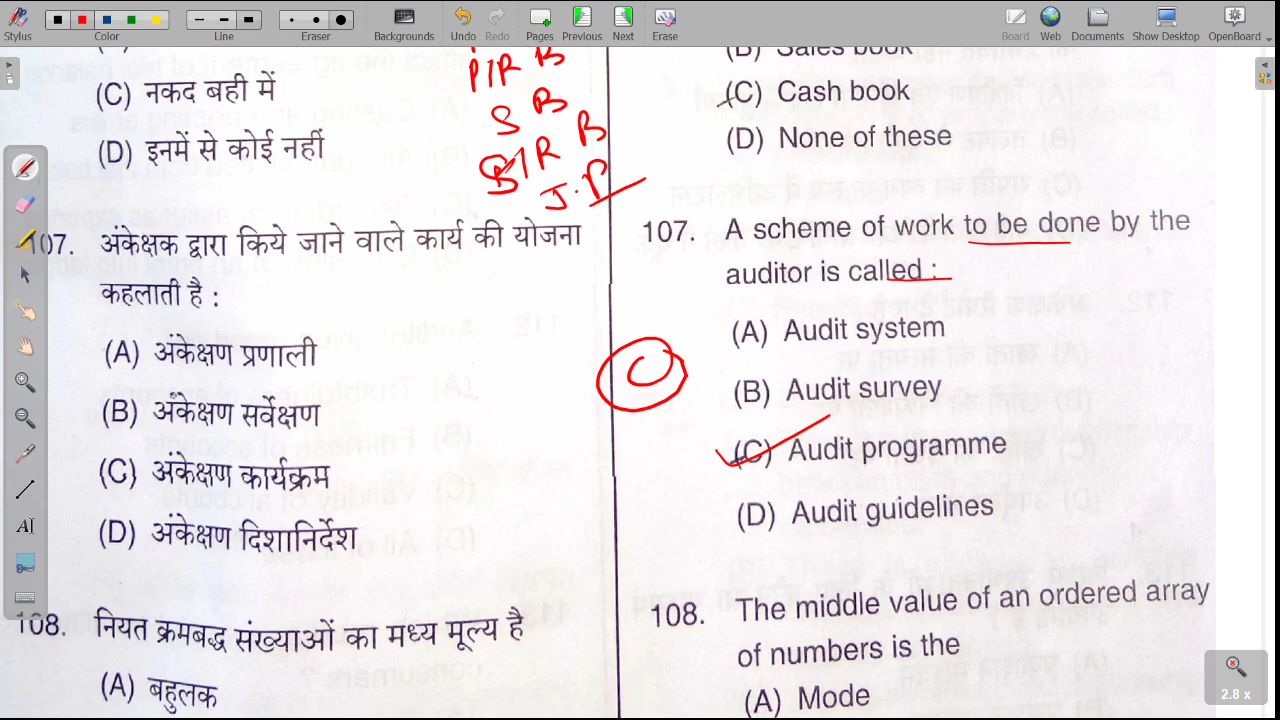 Stylus
Line
Eraser
Backgrounds
Undo
Redo
Page
Previous
Next
Erase
Board
Web
Documents
Show Desktop
OpenBoard
(C) नकद बही में
(D) इनमें से कोई नहीं
P/R B
S B
B/R B
J.P
107. अंकेक्षक द्वारा किये जाने वाले कार्य की योजना
कहलाती है :
(A) अंकेक्षण प्रणाली
(B) अंकेक्षण सर्वेक्षण
(C) अंकेक्षण कार्यक्रम
(D) अंकेक्षण दिशानिर्देश
108. नियत क्रमबद्ध संख्याओं का मध्य मूल्य है
(A) बहुलक
(B) Sales book
(C) Cash book
(D) None of these
107. A scheme of work to be done by the
auditor is called :
(A) Audit system
(B) Audit survey
(C) Audit programme
(D) Audit guidelines
108. The middle value of an ordered array
of numbers is the
(A) Mode
2.8 x